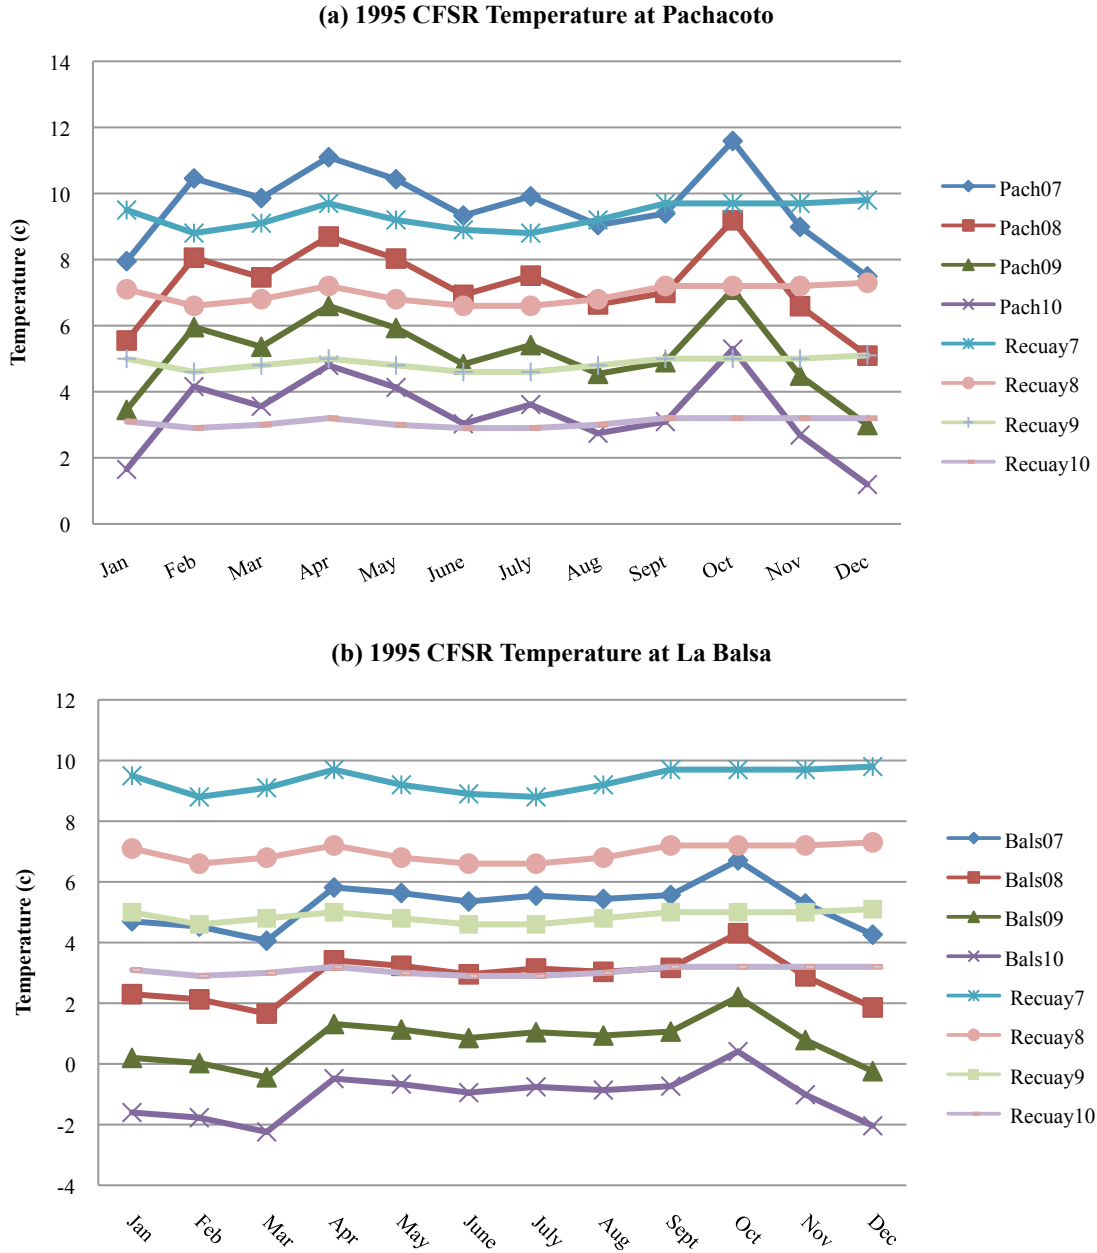 (a) 1995 CFSR Temperature at Pachacoto
14
12
10
8
6
4
2
0
Temperature (c)
Jan Feb Mar Apr May June July Aug Sept Oct Nov Dec
Pach07
Pach08
Pach09
Pach10
Recuay7
Recuay8
Recuay9
Recuay10
(b) 1995 CFSR Temperature at La Balsa
12
10
8
6
4
2
0
-2
-4
Temperature (c)
Jan Feb Mar Apr May June July Aug Sept Oct Nov Dec
Bals07
Bals08
Bals09
Bals10
Recuay7
Recuay8
Recuay9
Recuay10